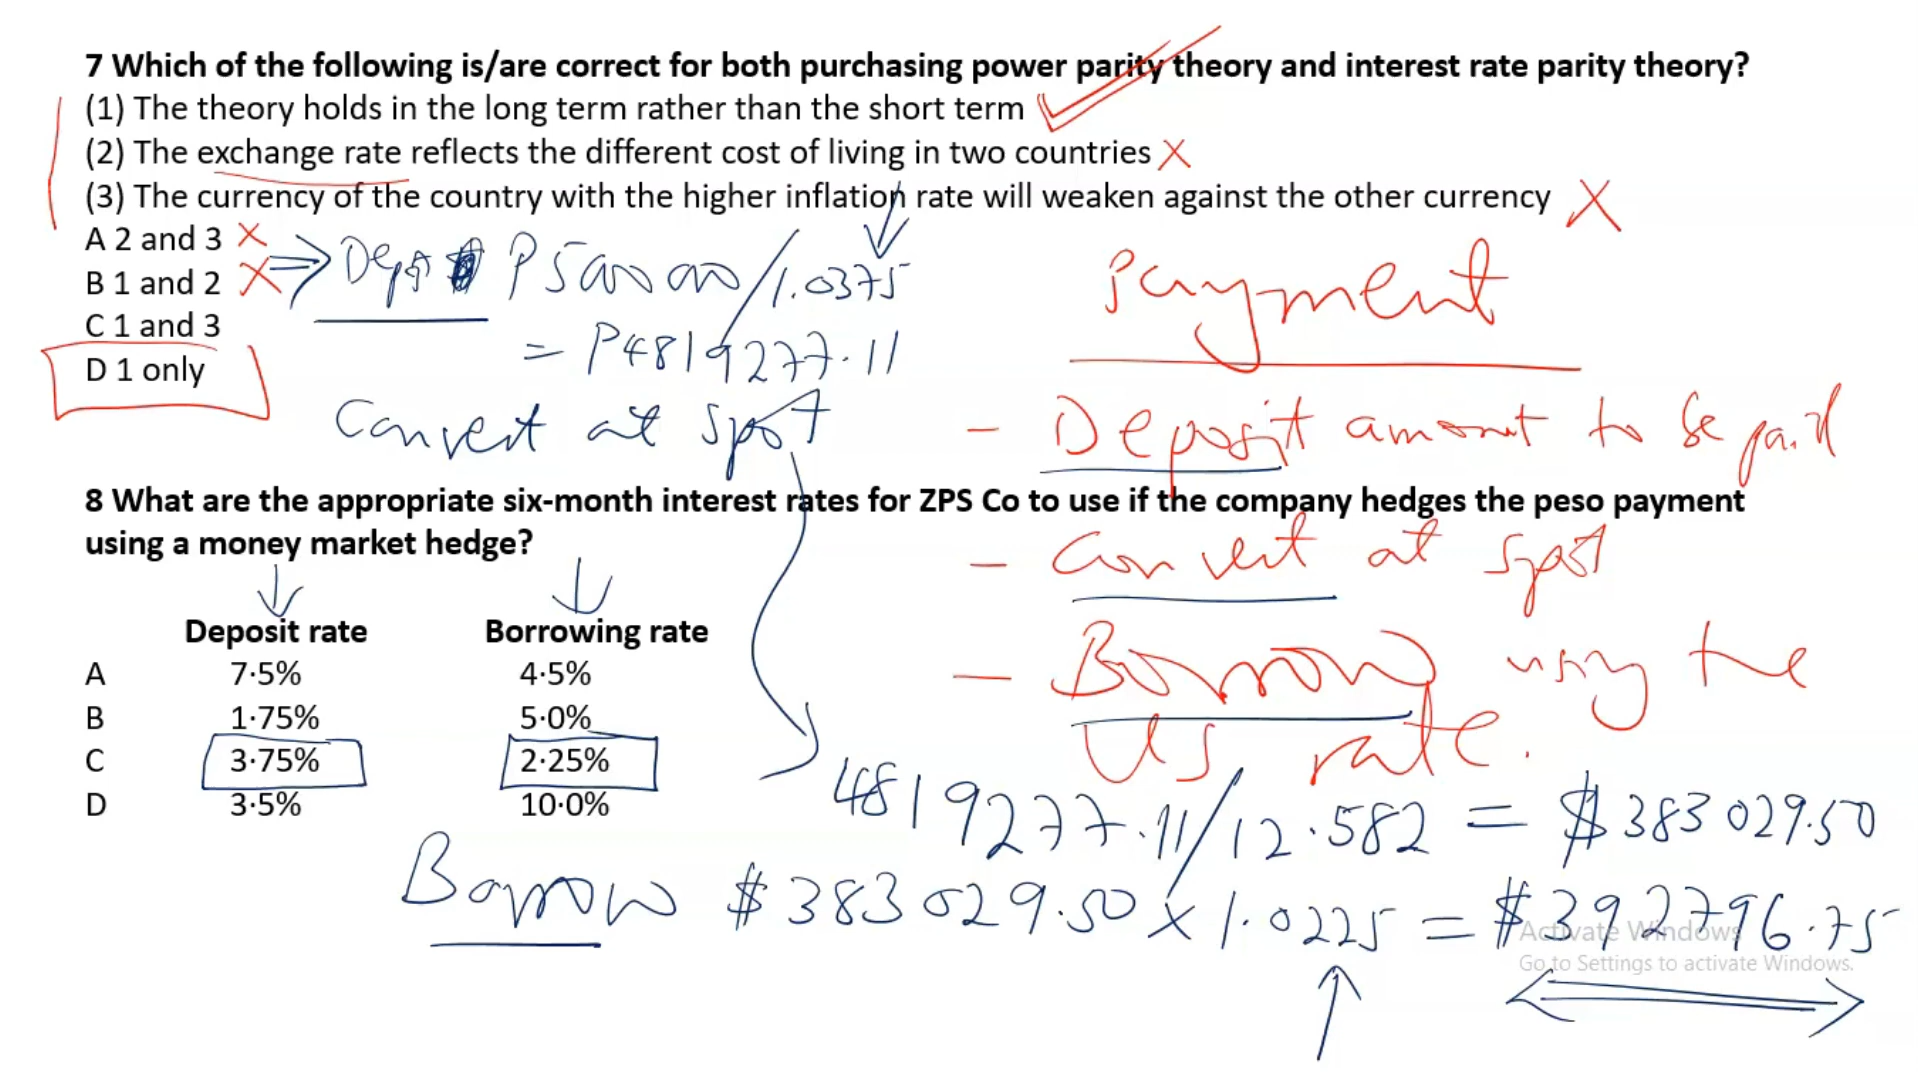 7 Which of the following is/are correct for both purchasing power parity theory and interest rate parity theory?
(1) The theory holds in the long term rather than the short term
(2) The exchange rate reflects the different cost of living in two countries X
(3) The currency of the country with the higher inflation rate will weaken against the other currency X
A 2 and 3 X
B 1 and 2 X
C 1 and 3
D 1 only
P5000000/1.0375
= P4819277.11
Convert at spot
Payment
- Deposit amount to be paid
8 What are the appropriate six-month interest rates for ZPS Co to use if the company hedges the peso payment
using a money market hedge?
- Convert at spot
- Borrow using the
US rate.
Deposit rate Borrowing rate
A 7·5% 4·5%
B 1·75% 5·0%
C 3·75% 2·25%
D 3·5% 10·0%
4819277.11/12.582 = $383029.50
Borrow $383029.50 x 1.0225 = $392796.75
Activate Windows
Go to Settings to activate Windows.